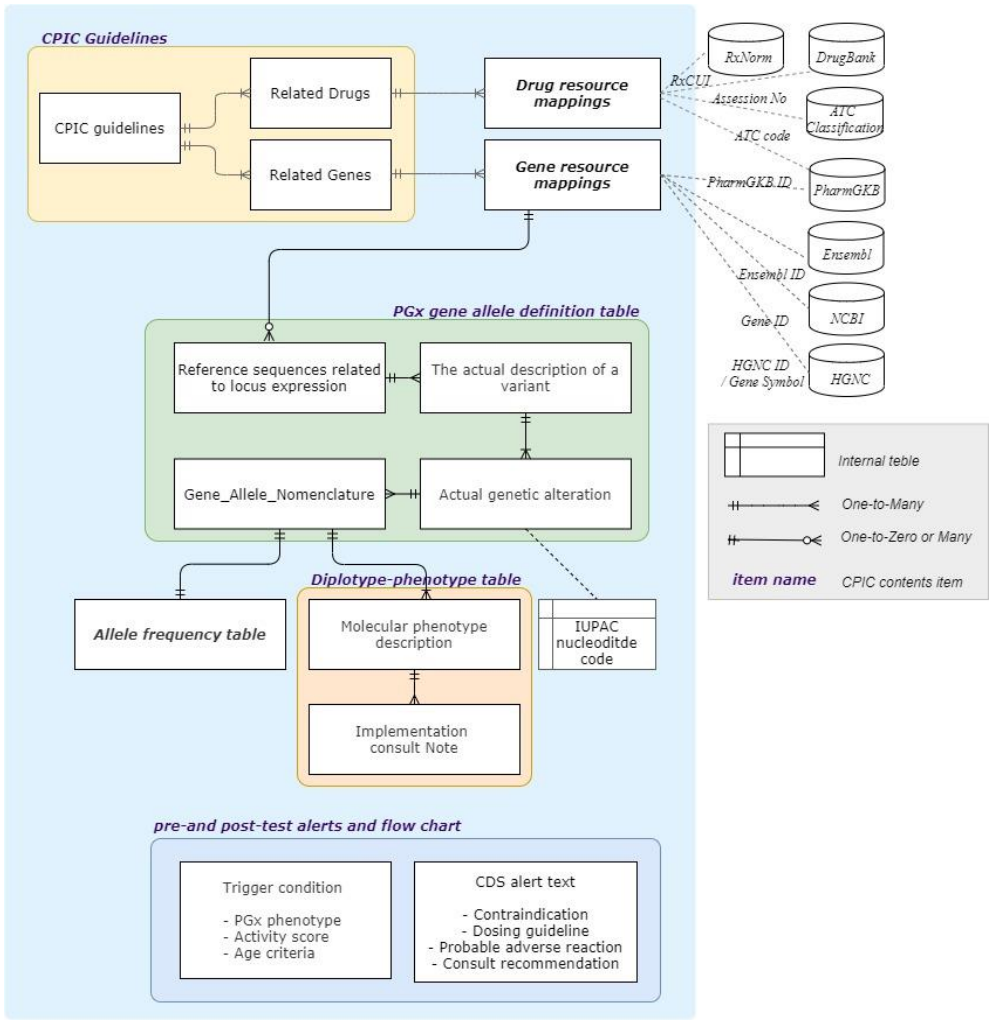 CPIC Guidelines
CPIC guidelines
Related Drugs
Related Genes
Drug resource
mappings
Gene resource
mappings
RxNorm
DrugBank
RxCUI
Assession No
ATC
Classification
ATC code
PharmGKB ID
PharmGKB
Ensembl
Ensembl ID
NCBI
Gene ID
HGNC ID
/ Gene Symbol
HGNC
PGx gene allele definition table
Reference sequences related
to locus expression
The actual description of a
variant
Gene_Allele_Nomenclature
Actual genetic alteration
Internal teble
One-to-Many
One-to-Zero or Many
item name
CPIC contents item
Diplotype-phenotype table
Allele frequency table
Molecular phenotype
description
IUPAC
nucleoditde
code
Implementation
consult Note
pre-and post-test alerts and flow chart
Trigger condition
- PGx phenotype
- Activity score
- Age criteria
CDS alert text
- Contraindication
- Dosing guideline
- Probable adverse reaction
- Consult recommendation